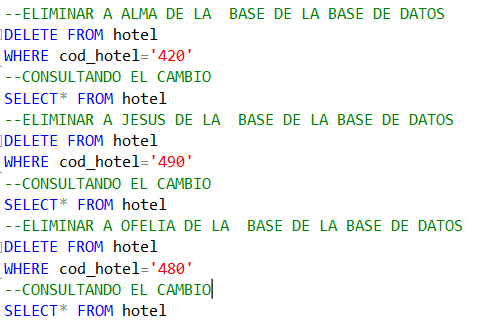 --ELIMINAR A ALMA DE LA  BASE DE LA BASE DE DATOS
DELETE FROM hotel
WHERE cod_hotel='420'
--CONSULTANDO EL CAMBIO
SELECT* FROM hotel
--ELIMINAR A JESUS DE LA  BASE DE LA BASE DE DATOS
DELETE FROM hotel
WHERE cod_hotel='490'
--CONSULTANDO EL CAMBIO
SELECT* FROM hotel
--ELIMINAR A OFELIA DE LA  BASE DE LA BASE DE DATOS
DELETE FROM hotel
WHERE cod_hotel='480'
--CONSULTANDO EL CAMBIO
SELECT* FROM hotel